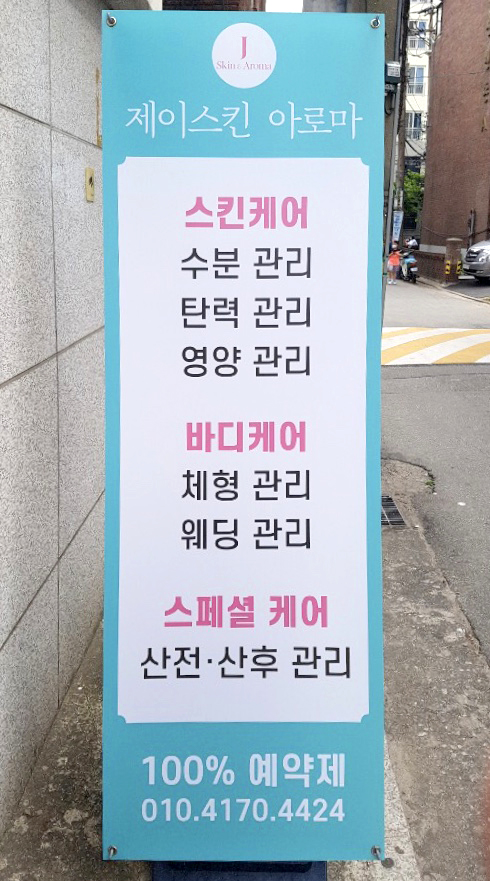 J
Skin & Aroma
제이스킨 아로마
스킨케어
수분 관리
탄력 관리
영양 관리
바디케어
체형 관리
웨딩 관리
스페셜 케어
산전·산후 관리
100% 예약제
010.4170.4424